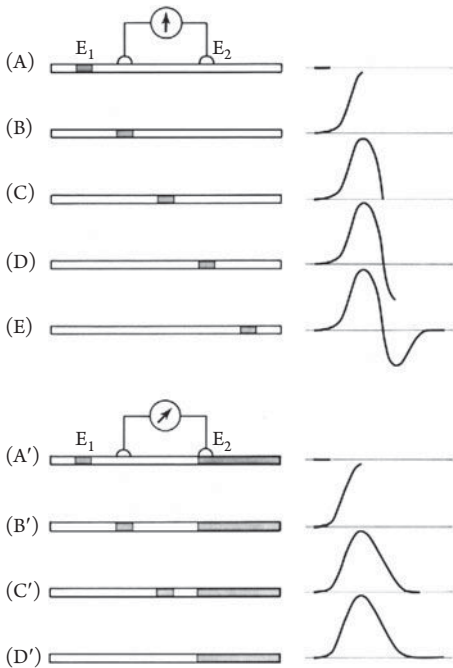 E₁ E₂
(A)
(B)
(C)
(D)
(E)
E₁ E₂
(A′)
(B′)
(C′)
(D′)